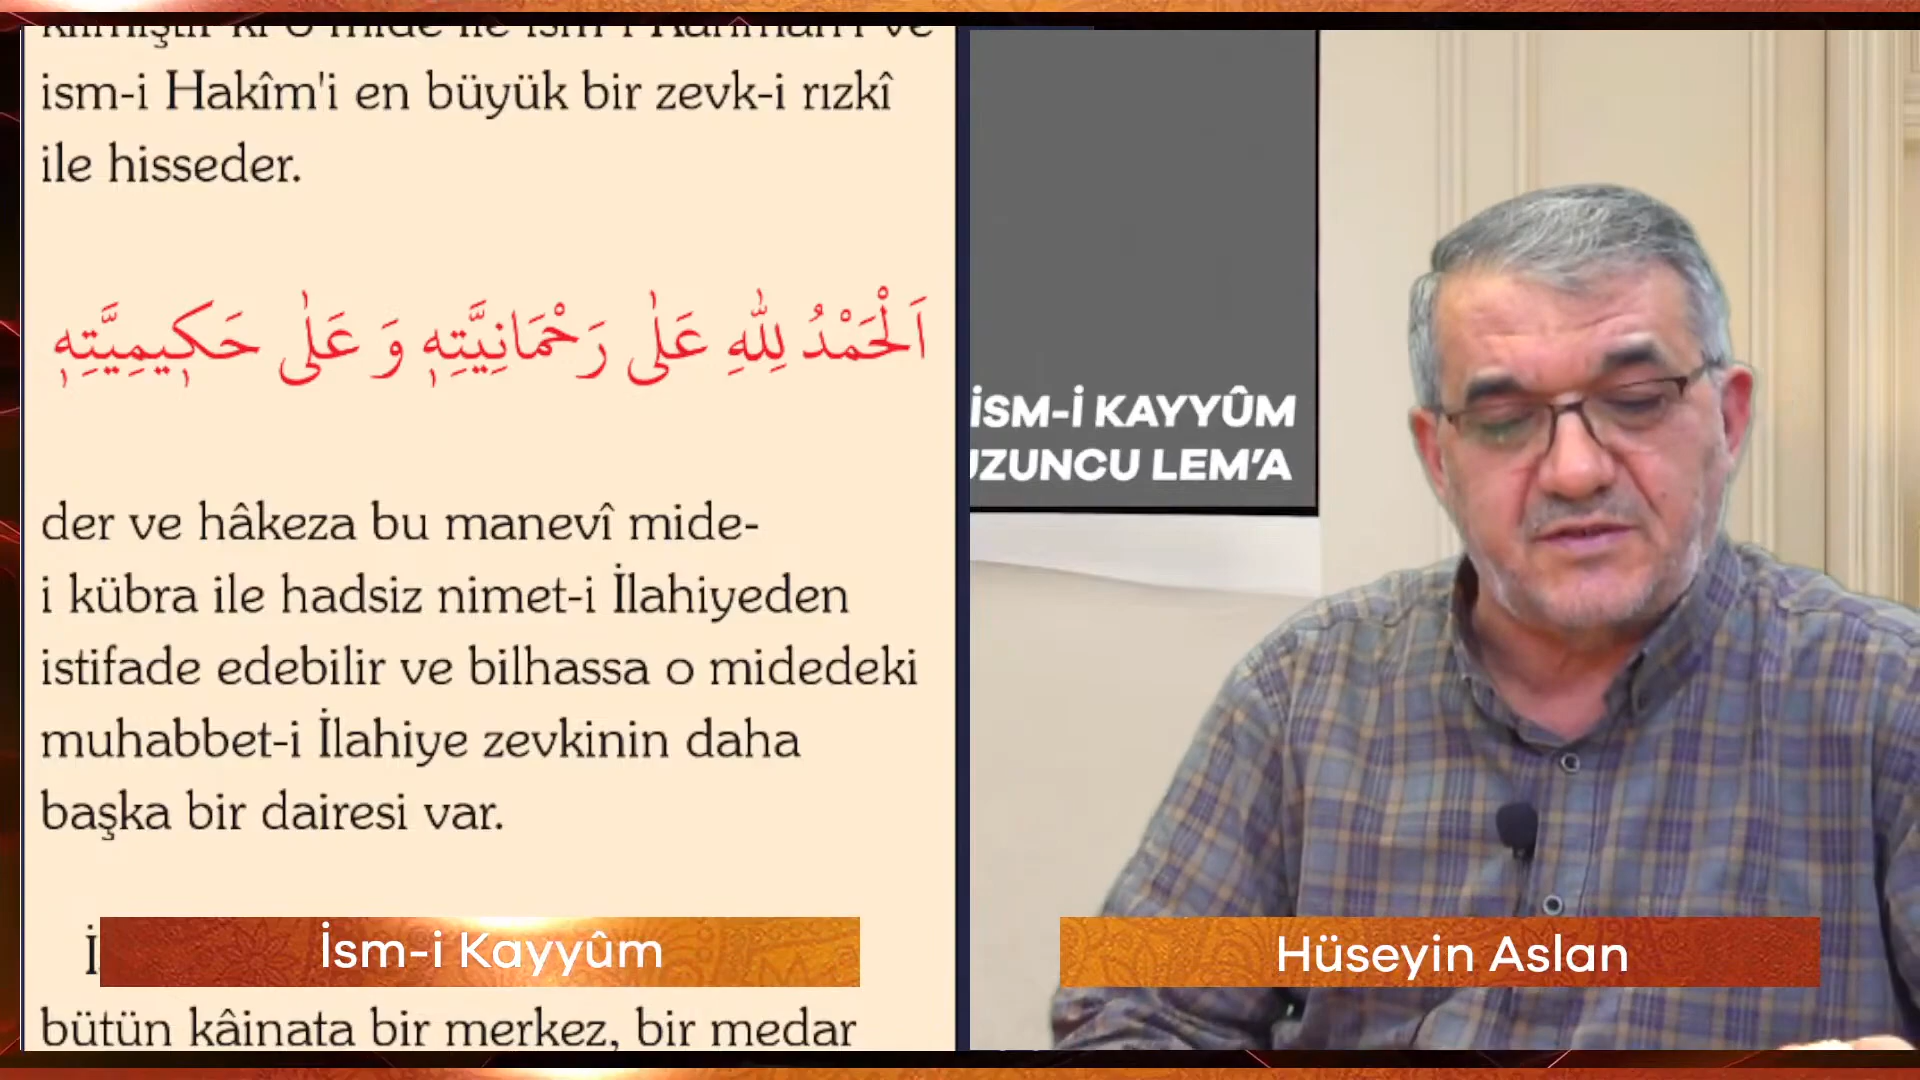 ism-i Hakîm'i en büyük bir zevk-i rızkî
ile hisseder.
اَلْحَمْدُ لِلّٰهِ عَلٰى رَحْمَانِيَّتِهٖ وَ عَلٰى حَكٖيمِيَّتِهٖ
der ve hâkeza bu manevî mide-
i kübra ile hadsiz nimet-i İlahiyeden
istifade edebilir ve bilhassa o midedeki
muhabbet-i İlahiye zevkinin daha
başka bir dairesi var.
bütün kâinata bir merkez, bir medar
İsm-i Kayyûm
İSM-İ KAYYÛM
UZUNCU LEM'A
Hüseyin Aslan